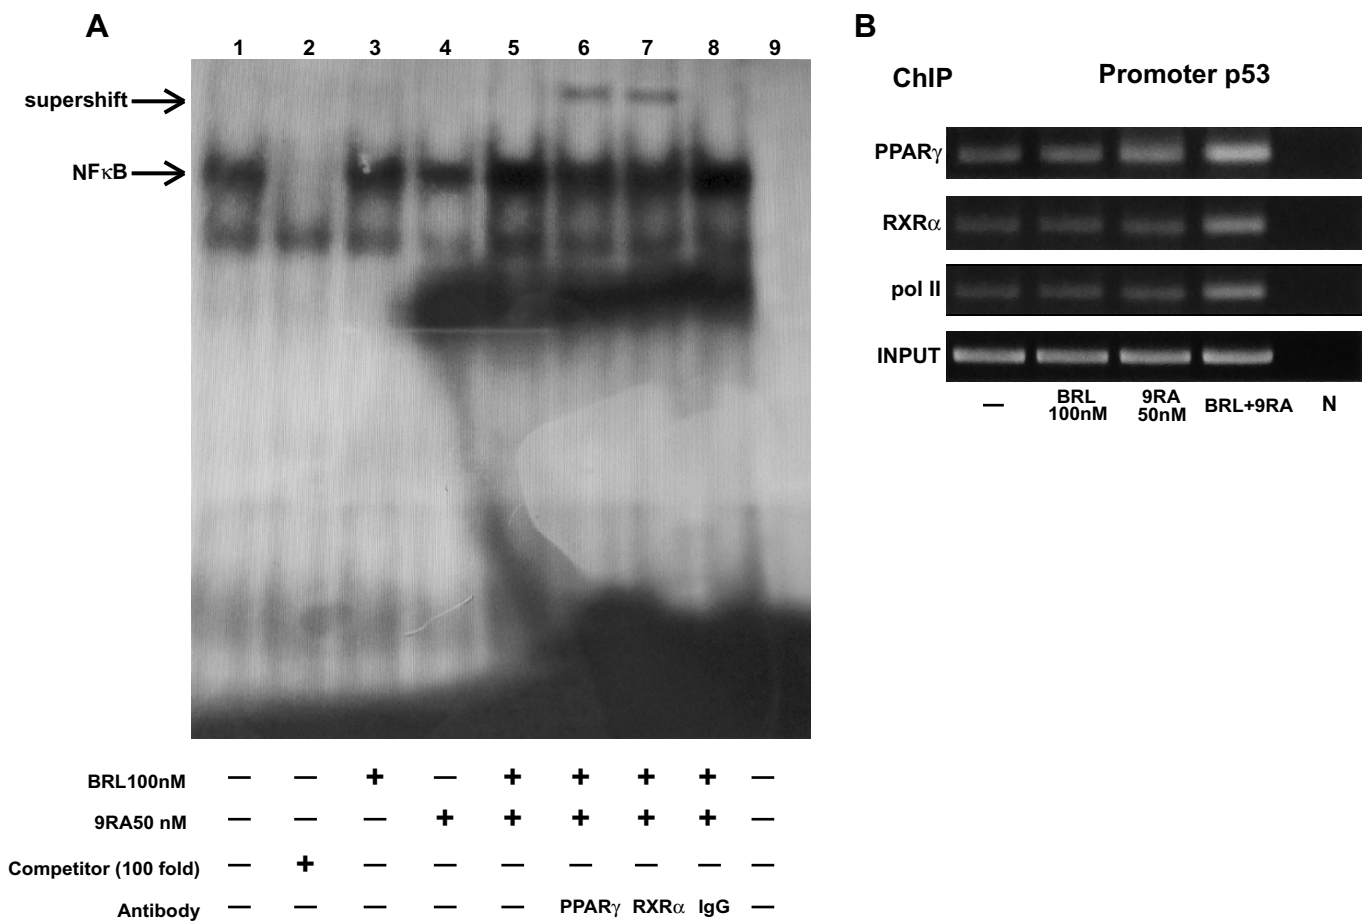 A
1 2 3 4 5 6 7 8 9
supershift
NFκB
BRL100nM — — + — + + + + —
9RA50 nM — — — + + + + + —
Competitor (100 fold) — + — — — — — — —
Antibody — — — — — PPARγ RXRα IgG —
B
ChIP Promoter p53
PPARγ
RXRα
pol II
INPUT
— BRL 9RA BRL+9RA N
100nM 50nM